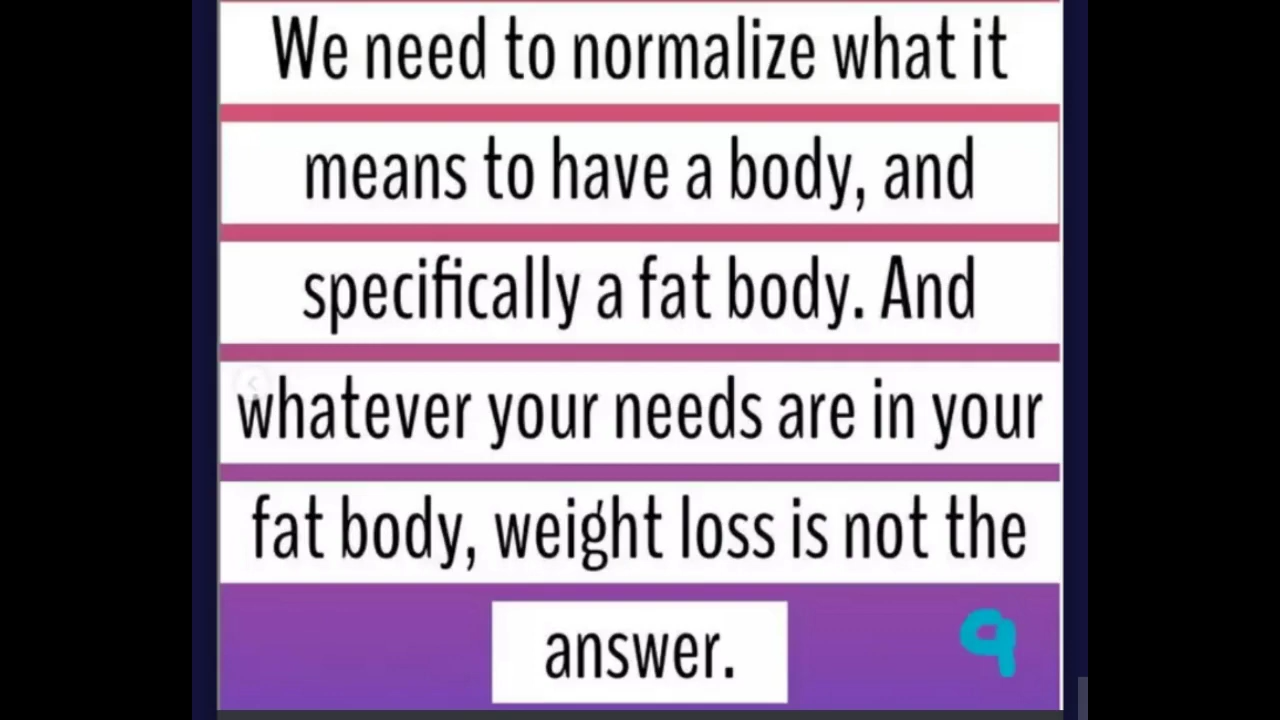 We need to normalize what it
means to have a body, and
specifically a fat body. And
whatever your needs are in your
fat body, weight loss is not the
answer.
9